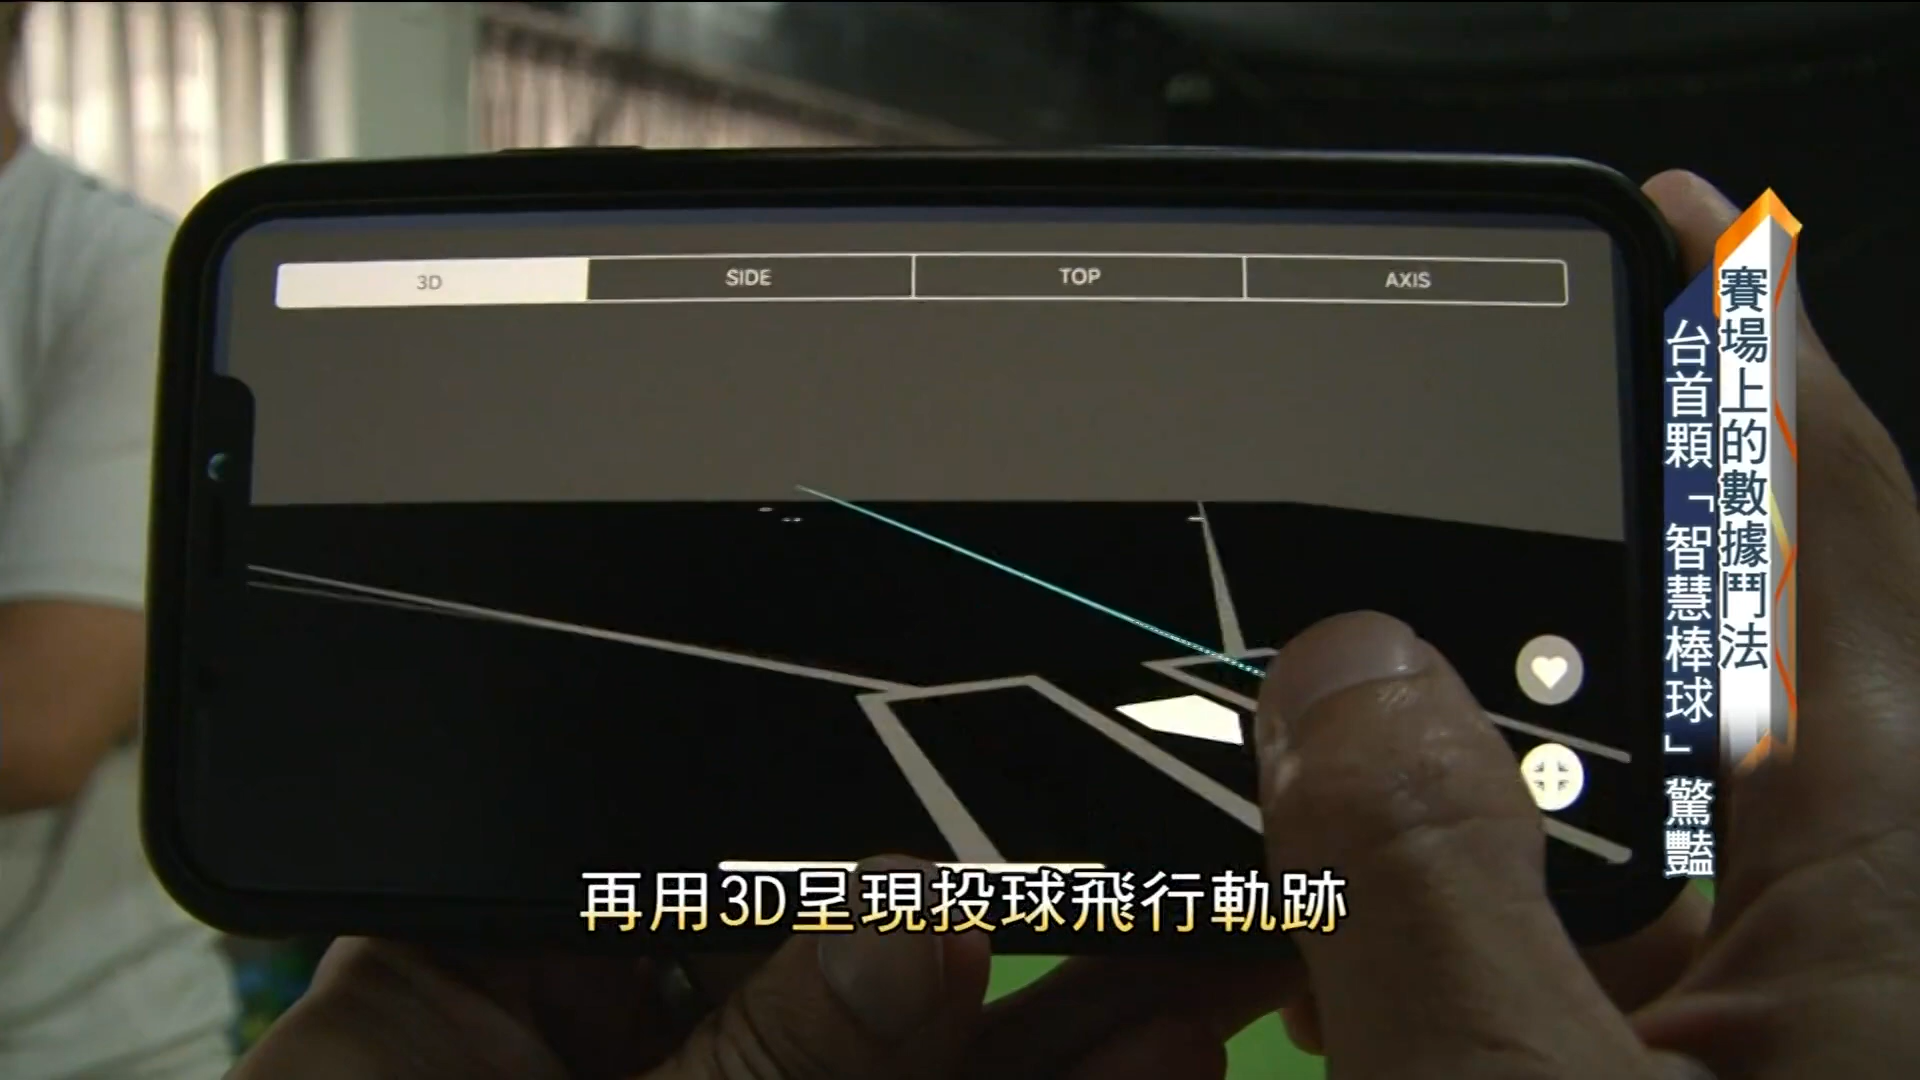 3D
SIDE
TOP
AXIS
賽場上的數據鬥法
台首顆「智慧棒球」驚豔
再用3D呈現投球飛行軌跡